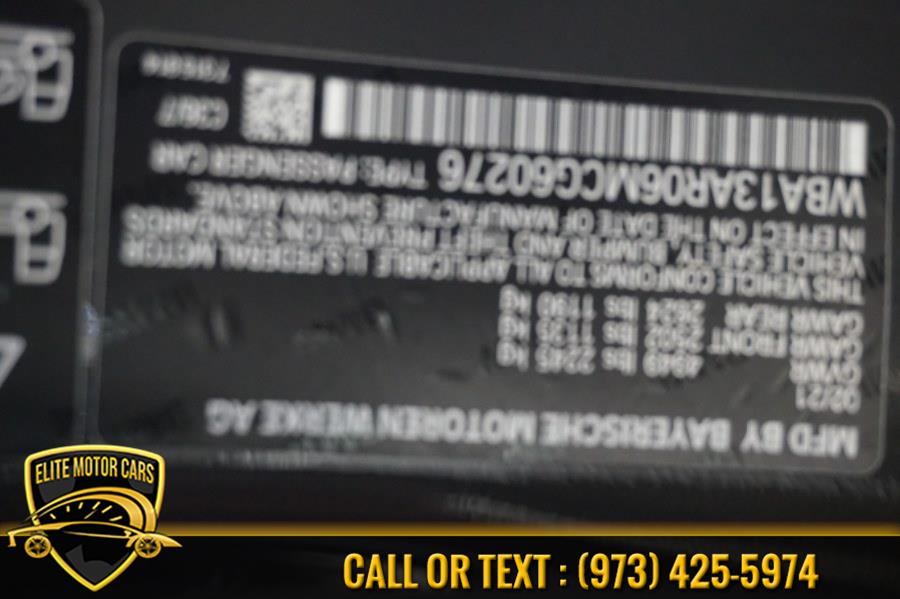 MFD BY BAYERISCHE MOTOREN WERKE AG
02/21
GVWR 4949 lbs 2245 kg
GAWR FRONT 2502 lbs 1135 kg
GAWR REAR 2624 lbs 1190 kg
THIS VEHICLE CONFORMS TO ALL APPLICABLE U.S. FEDERAL MOTOR
VEHICLE SAFETY, BUMPER AND THEFT PREVENTION STANDARDS
IN EFFECT ON THE DATE OF MANUFACTURE SHOWN ABOVE.
WBA13AR06MCG60276 TYPE: PASSENGER CAR
ELITE MOTOR CARS
CALL OR TEXT : (973) 425-5974